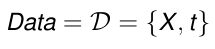 Data = 𝒟 = {X, t}